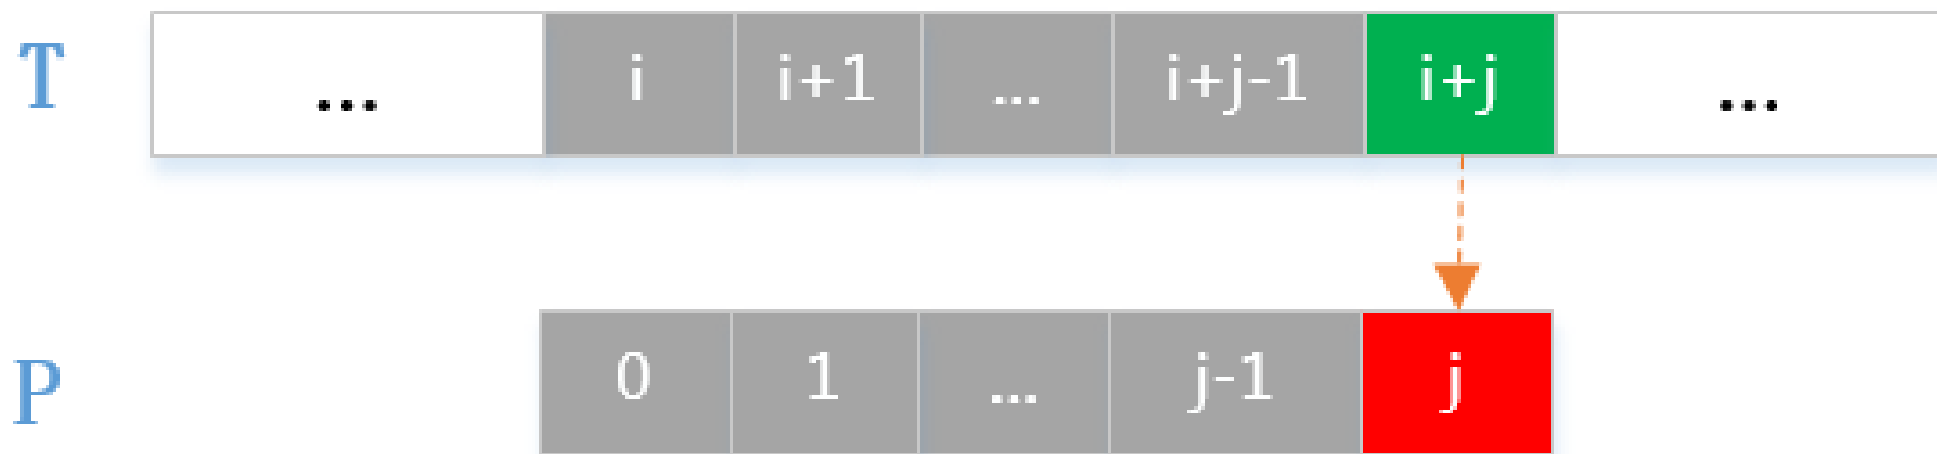 T ... i i+1 ... i+j-1 i+j ...
P 0 1 ... j-1 j